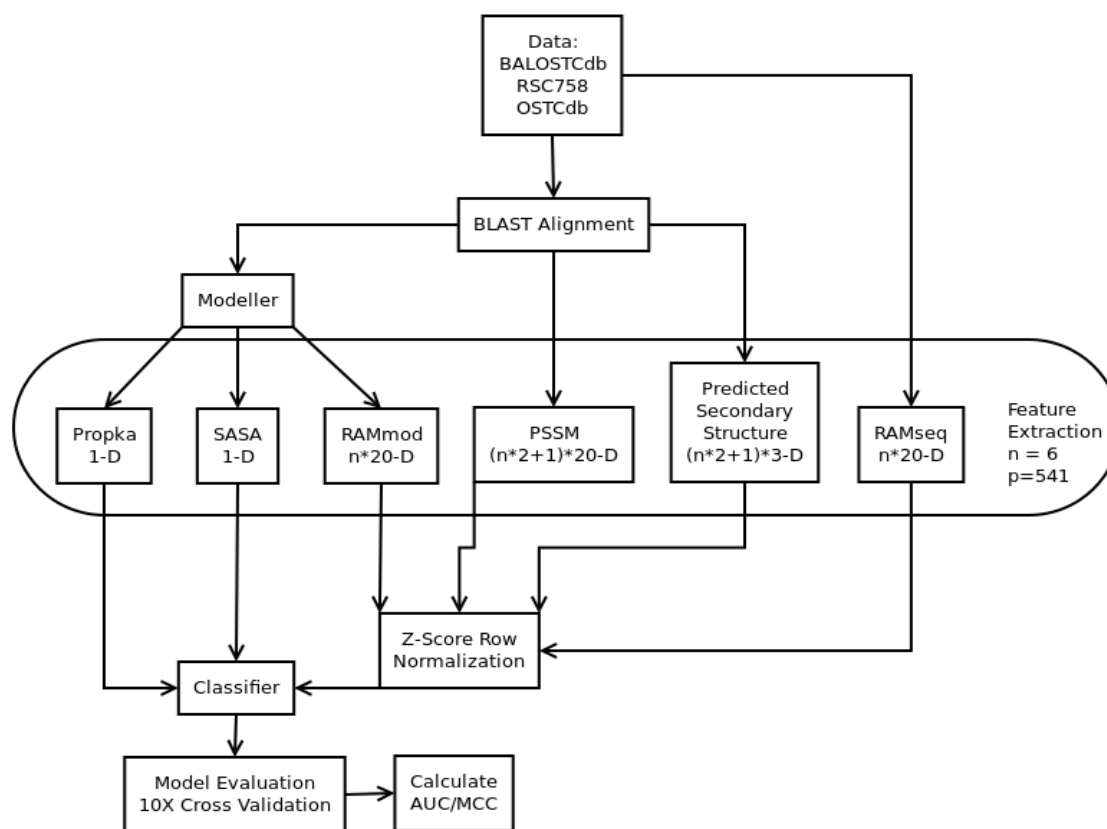 Data:
BALOSTCdb
RSC758
OSTCdb
BLAST Alignment
Modeller
Propka
1-D
SASA
1-D
RAMmod
n*20-D
PSSM
(n*2+1)*20-D
Predicted
Secondary
Structure
(n*2+1)*3-D
RAMseq
n*20-D
Feature
Extraction
n = 6
p=541
Z-Score Row
Normalization
Classifier
Model Evaluation
10X Cross Validation
Calculate
AUC/MCC